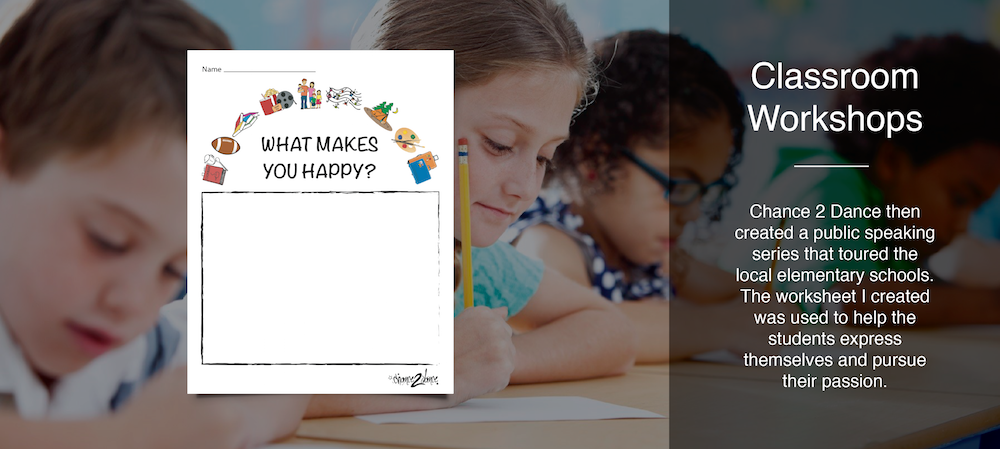 Name
WHAT MAKES
YOU HAPPY?
chance2dance
Classroom
Workshops
Chance 2 Dance then
created a public speaking
series that toured the
local elementary schools.
The worksheet I created
was used to help the
students express
themselves and pursue
their passion.